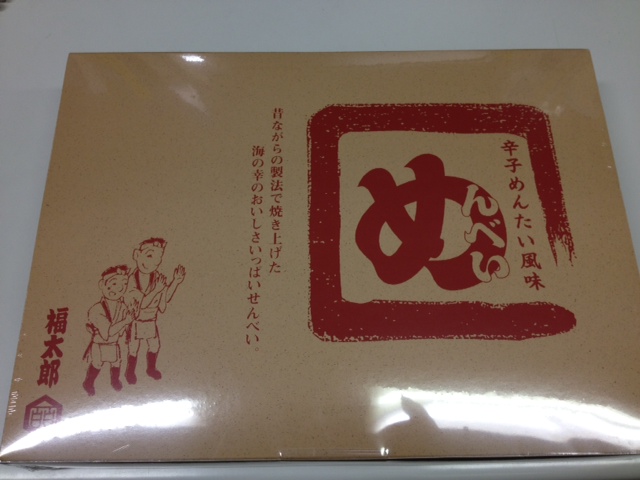 辛子めんたい風味
めんべい
昔ながらの製法で焼き上げた
海の幸のおいしさいっぱいせんべい。
福太郎